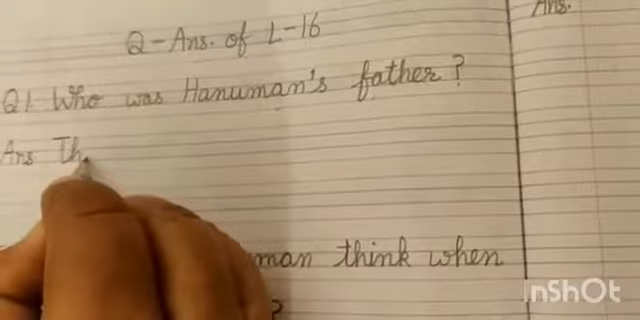 Ans.
Q-Ans. of L-16
Q1. Who was Hanuman's father?
Ans Th
man think when
?
InShOt